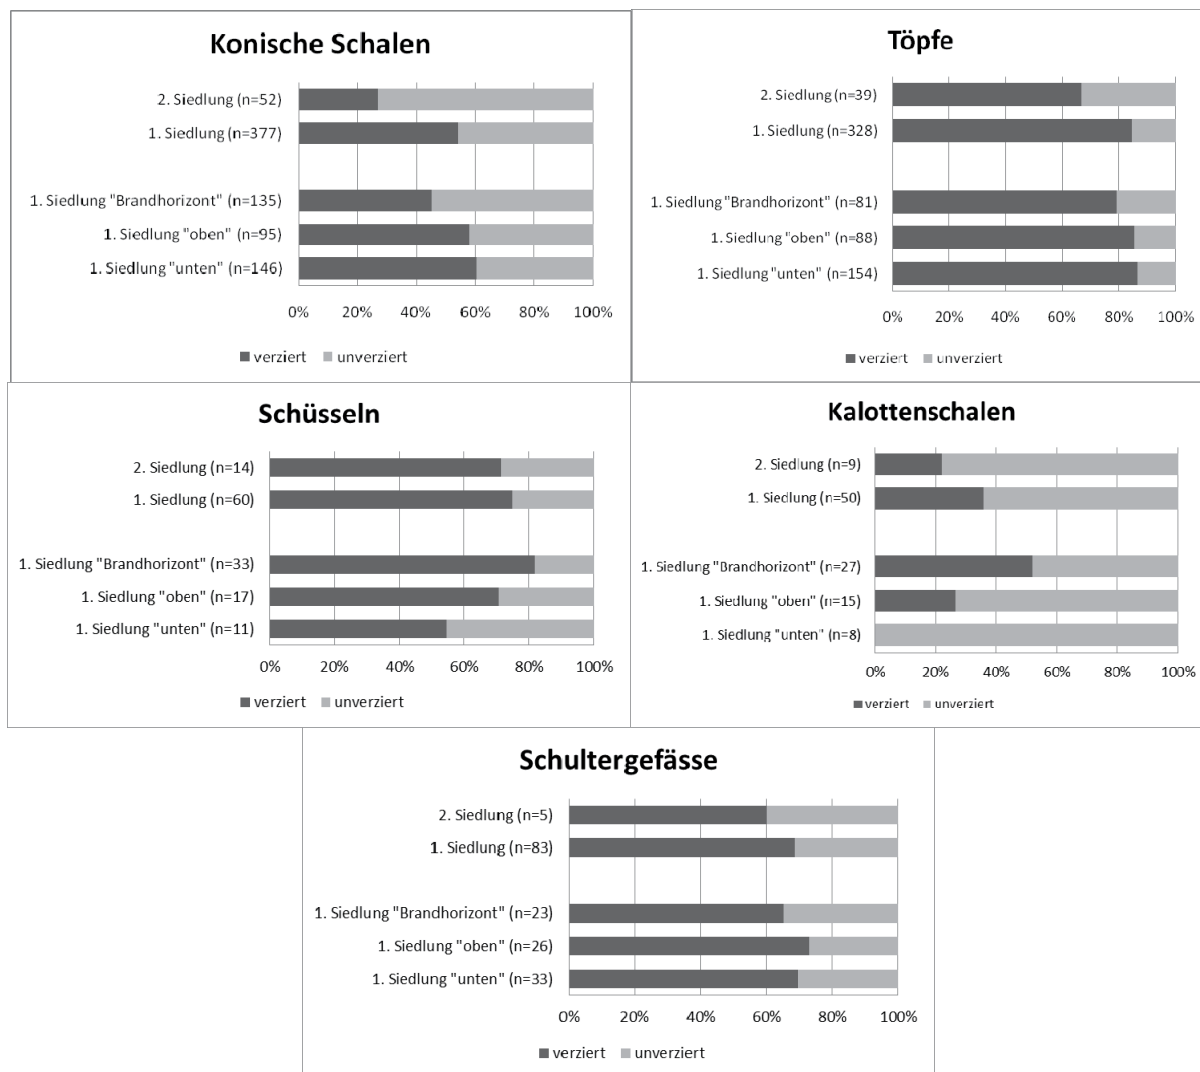 Konische Schalen
2. Siedlung (n=52)
1. Siedlung (n=377)
1. Siedlung "Brandhorizont" (n=135)
1. Siedlung "oben" (n=95)
1. Siedlung "unten" (n=146)
0% 20% 40% 60% 80% 100%
verziert unverziert
Töpfe
2. Siedlung (n=39)
1. Siedlung (n=328)
1. Siedlung "Brandhorizont" (n=81)
1. Siedlung "oben" (n=88)
1. Siedlung "unten" (n=154)
0% 20% 40% 60% 80% 100%
verziert unverziert
Schüsseln
2. Siedlung (n=14)
1. Siedlung (n=60)
1. Siedlung "Brandhorizont" (n=33)
1. Siedlung "oben" (n=17)
1. Siedlung "unten" (n=11)
0% 20% 40% 60% 80% 100%
verziert unverziert
Kalottenschalen
2. Siedlung (n=9)
1. Siedlung (n=50)
1. Siedlung "Brandhorizont" (n=27)
1. Siedlung "oben" (n=15)
1. Siedlung "unten" (n=8)
0% 20% 40% 60% 80% 100%
verziert unverziert
Schultergefässe
2. Siedlung (n=5)
1. Siedlung (n=83)
1. Siedlung "Brandhorizont" (n=23)
1. Siedlung "oben" (n=26)
1. Siedlung "unten" (n=33)
0% 20% 40% 60% 80% 100%
verziert unverziert